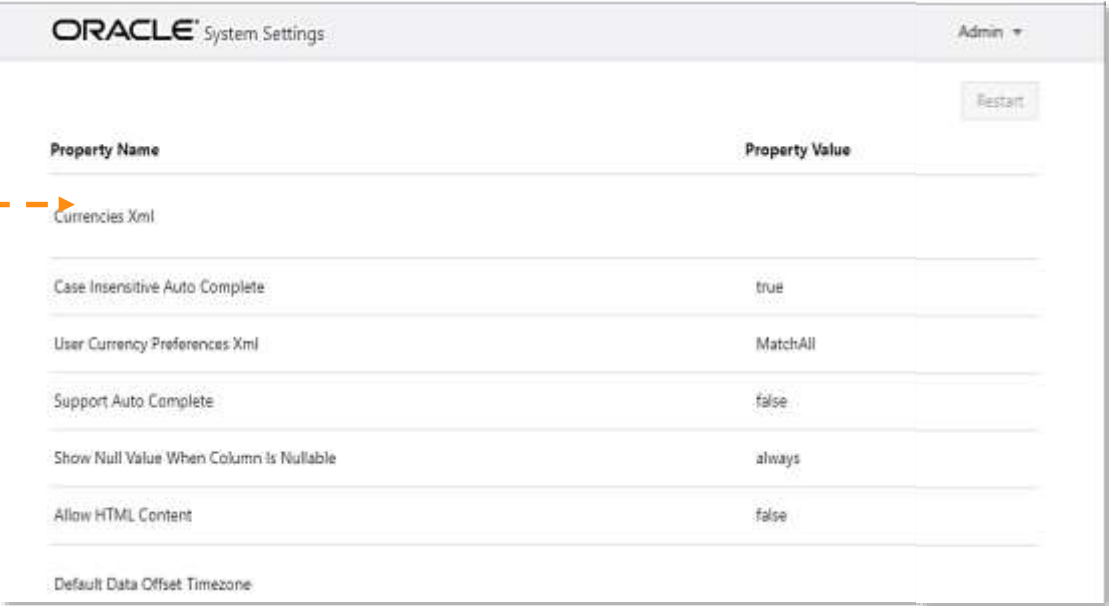 ORACLE® System Settings Admin
Restart
Property Name Property Value
Currencies Xml
Case Insensitive Auto Complete true
User Currency Preferences Xml MatchAll
Support Auto Complete false
Show Null Value When Column Is Nullable always
Allow HTML Content false
Default Data Offset Timezone